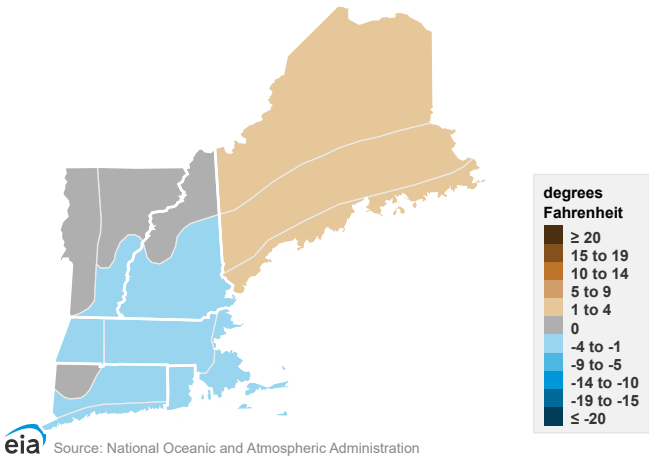 degrees
Fahrenheit
≥ 20
15 to 19
10 to 14
5 to 9
1 to 4
0
-4 to -1
-9 to -5
-14 to -10
-19 to -15
≤ -20
eia
Source: National Oceanic and Atmospheric Administration